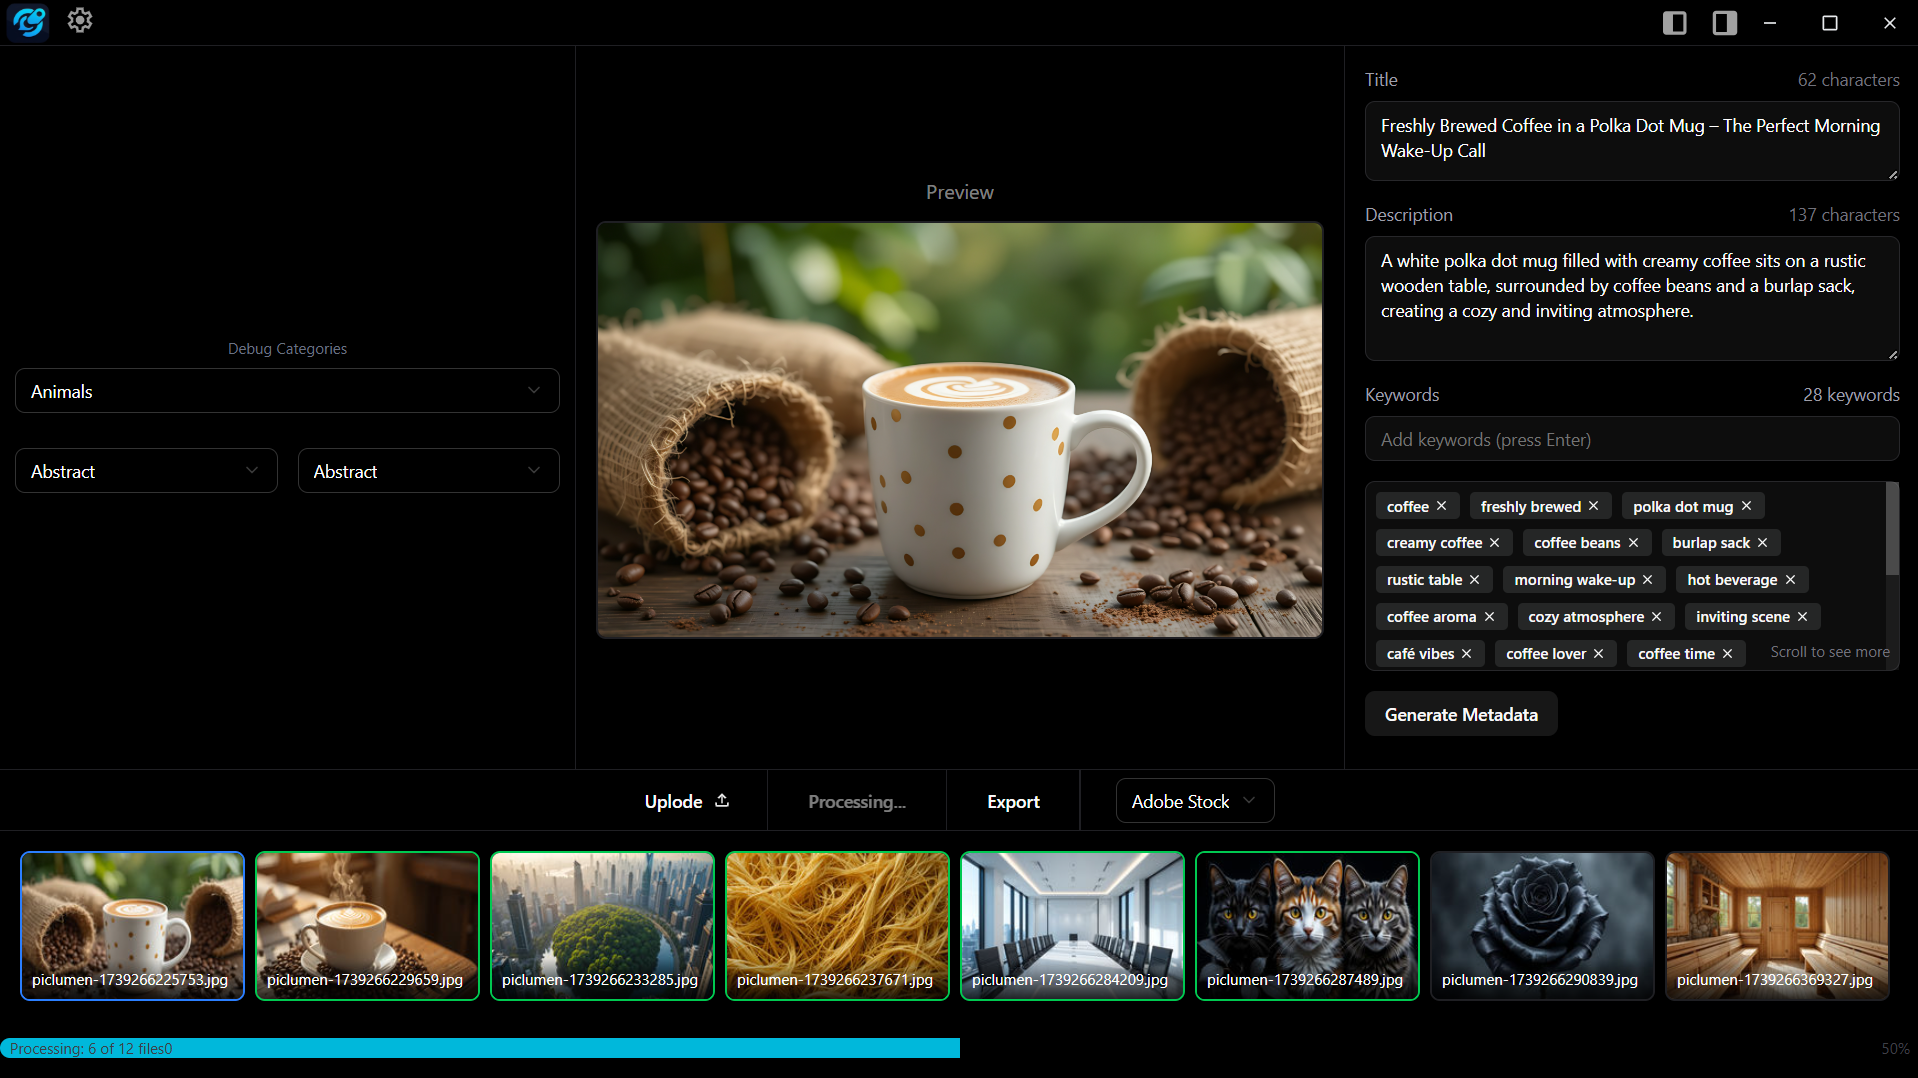 Title
62 characters
Freshly Brewed Coffee in a Polka Dot Mug – The Perfect Morning
Wake-Up Call
Preview
Description
137 characters
A white polka dot mug filled with creamy coffee sits on a rustic
wooden table, surrounded by coffee beans and a burlap sack,
creating a cozy and inviting atmosphere.
Debug Categories
Animals
Abstract
Abstract
Keywords
28 keywords
Add keywords (press Enter)
coffee
freshly brewed
polka dot mug
creamy coffee
coffee beans
burlap sack
rustic table
morning wake-up
hot beverage
coffee aroma
cozy atmosphere
inviting scene
café vibes
coffee lover
coffee time
Scroll to see more
Generate Metadata
Uplode
Processing...
Export
Adobe Stock
piclumen-1739266225753.jpg
piclumen-1739266229659.jpg
piclumen-1739266233285.jpg
piclumen-1739266237671.jpg
piclumen-1739266284209.jpg
piclumen-1739266287489.jpg
piclumen-1739266290839.jpg
piclumen-1739266369327.jpg
Processing: 6 of 12 files0
50%